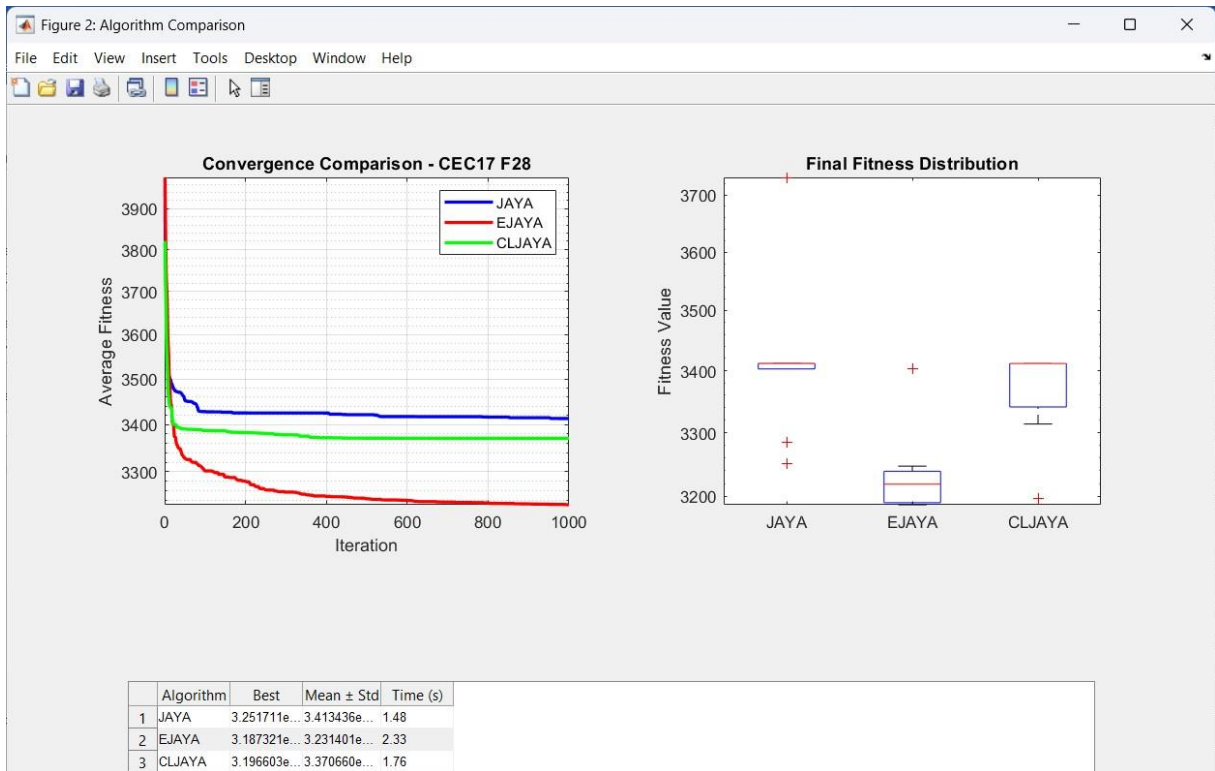 Figure 2: Algorithm Comparison
File Edit View Insert Tools Desktop Window Help
Convergence Comparison - CEC17 F28
3900
3800
3700
3600
3500
3400
3300
Average Fitness
JAYA
EJAYA
CLJAYA
0 200 400 600 800 1000
Iteration
Final Fitness Distribution
3700
3600
3500
3400
3300
3200
Fitness Value
JAYA EJAYA CLJAYA
Algorithm Best Mean ± Std Time (s)
1 JAYA 3.251711e... 3.413436e... 1.48
2 EJAYA 3.187321e... 3.231401e... 2.33
3 CLJAYA 3.196603e... 3.370660e... 1.76